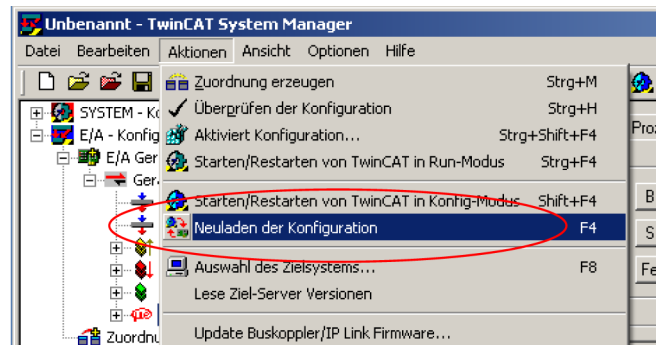 Unbenannt - TwinCAT System Manager
Datei Bearbeiten Aktionen Ansicht Optionen Hilfe
Zuordnung erzeugen Strg+M
Überprüfen der Konfiguration Strg+H
Aktiviert Konfiguration... Strg+Shift+F4
Starten/Restarten von TwinCAT in Run-Modus Strg+F4
Starten/Restarten von TwinCAT in Konfig-Modus Shift+F4
Neuladen der Konfiguration F4
Auswahl des Zielsystems... F8
Lese Ziel-Server Versionen
Update Buskoppler/IP Link Firmware...
SYSTEM - Ko
E/A - Konfig
E/A Ger
Ger
Zuordnu
Pro
B
S
Fe